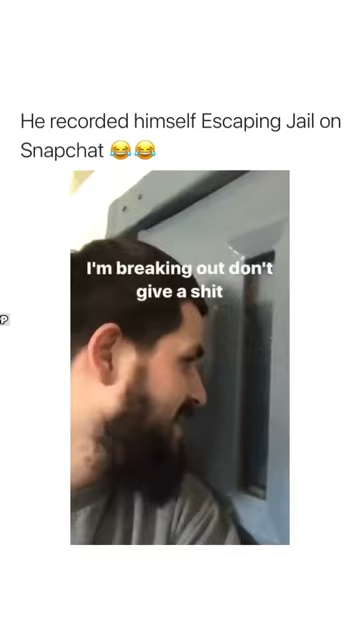 He recorded himself Escaping Jail on
Snapchat 😂😂
I'm breaking out don't
give a shit
P